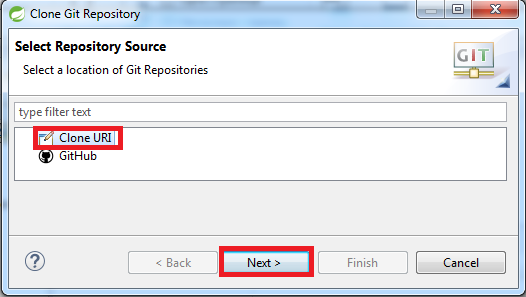 Clone Git Repository
Select Repository Source
Select a location of Git Repositories
GIT
type filter text
Clone URI
GitHub
?
< Back
Next >
Finish
Cancel